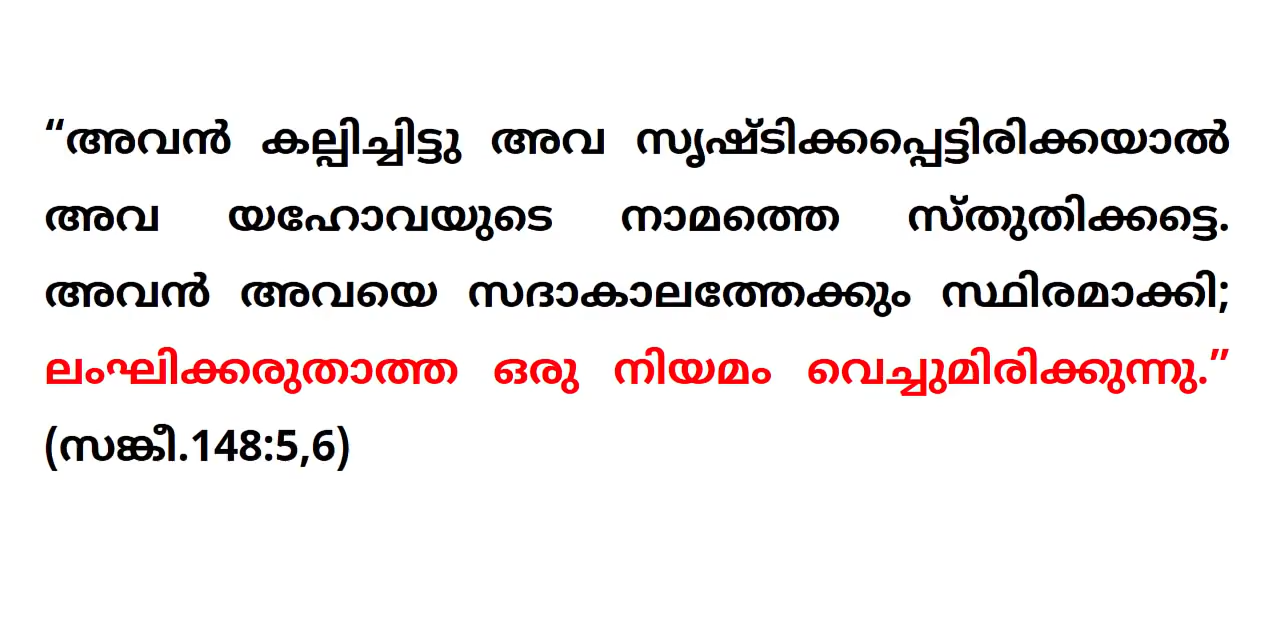 “അവൻ കല്പിച്ചിട്ടു അവ സൃഷ്ടിക്കപ്പെട്ടിരിക്കയാൽ
അവ യഹോവയുടെ നാമത്തെ സ്തുതിക്കട്ടെ.
അവൻ അവയെ സദാകാലത്തേക്കും സ്ഥിരമാക്കി;
ലംഘിക്കരുതാത്ത ഒരു നിയമം വെച്ചുമിരിക്കുന്നു.”
(സങ്കീ.148:5,6)